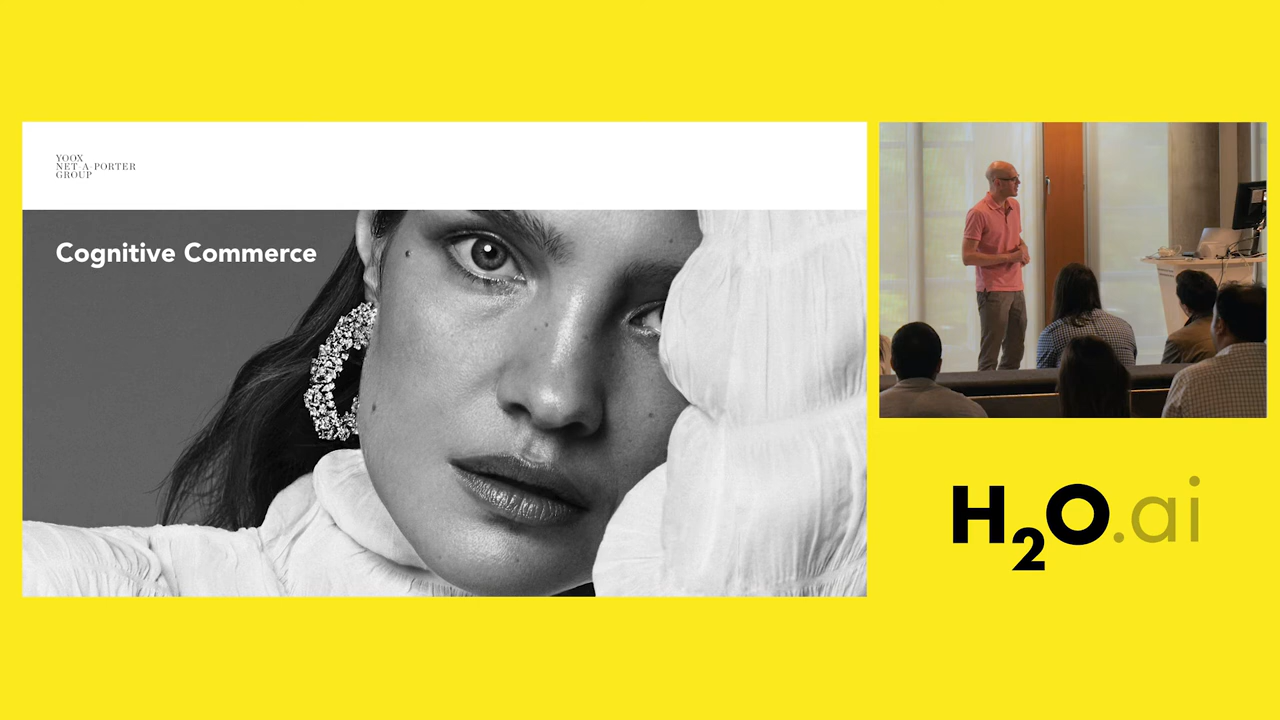 YOOX
NET-A-PORTER
GROUP
Cognitive Commerce
H2O.ai